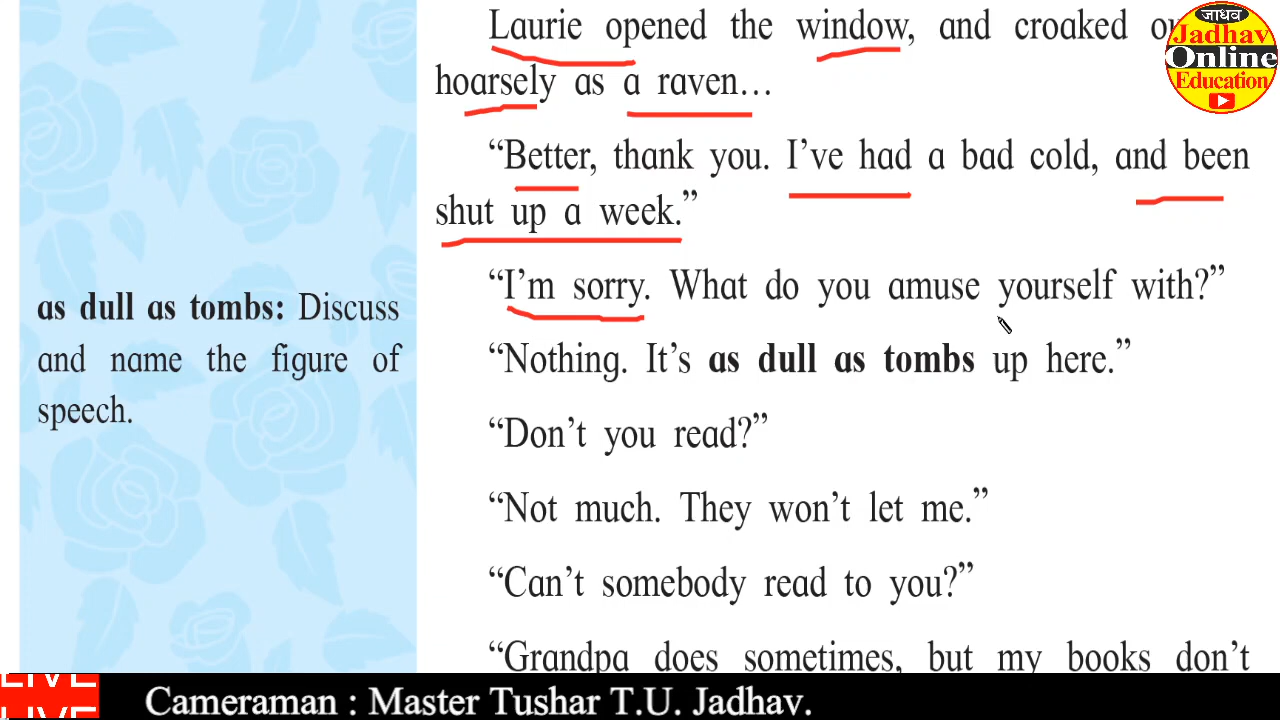 Laurie opened the window, and croaked
hoarsely as a raven...
“Better, thank you. I’ve had a bad cold, and been
shut up a week.”
“I’m sorry. What do you amuse yourself with?”
“Nothing. It’s as dull as tombs up here.”
“Don’t you read?”
“Not much. They won’t let me.”
“Can’t somebody read to you?”
“Grandpa does sometimes, but my books don’t
as dull as tombs: Discuss
and name the figure of
speech.
जाधव
Jadhav
Online
Education
LIVE
LIVE
Cameraman : Master Tushar T.U. Jadhav.